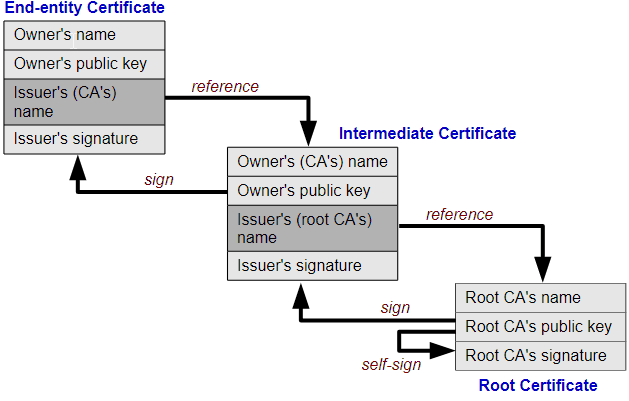 End-entity Certificate
Owner's name
Owner's public key
Issuer's (CA's)
name
Issuer's signature
reference
sign
Intermediate Certificate
Owner's (CA's) name
Owner's public key
Issuer's (root CA's)
name
Issuer's signature
reference
sign
self-sign
Root CA's name
Root CA's public key
Root CA's signature
Root Certificate